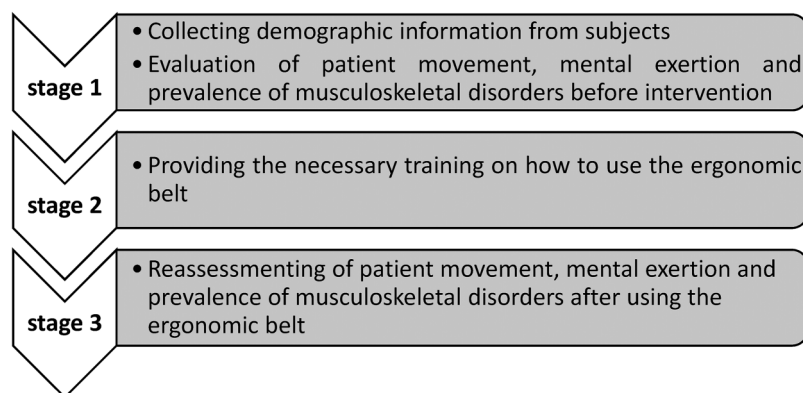 stage 1
• Collecting demographic information from subjects
• Evaluation of patient movement, mental exertion and
prevalence of musculoskeletal disorders before intervention
stage 2
• Providing the necessary training on how to use the ergonomic
belt
stage 3
• Reassessmenting of patient movement, mental exertion and
prevalence of musculoskeletal disorders after using the
ergonomic belt